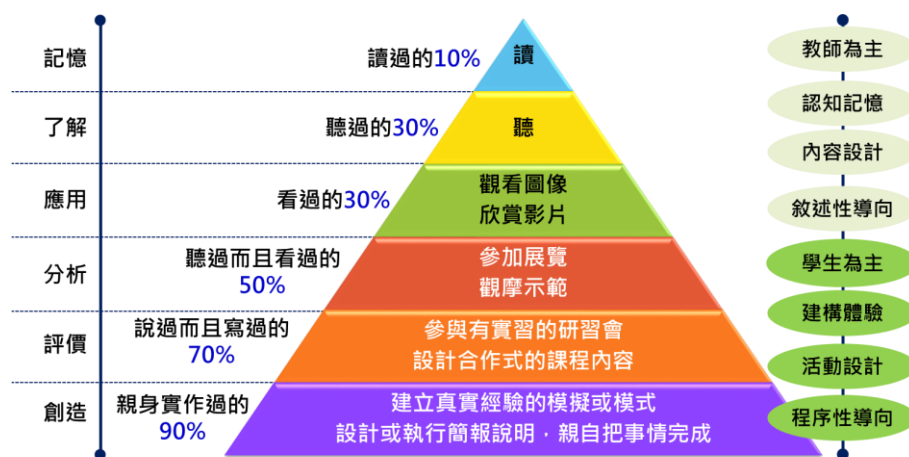 記憶
讀過的10%
讀
了解
聽過的30%
聽
應用
看過的30%
觀看圖像
欣賞影片
分析
聽過而且看過的
50%
參加展覽
觀摩示範
評價
說過而且寫過的
70%
參與有實習的研習會
設計合作式的課程內容
創造
親身實作過的
90%
建立真實經驗的模擬或模式
設計或執行簡報說明，親自把事情完成
教師為主
認知記憶
內容設計
敘述性導向
學生為主
建構體驗
活動設計
程序性導向